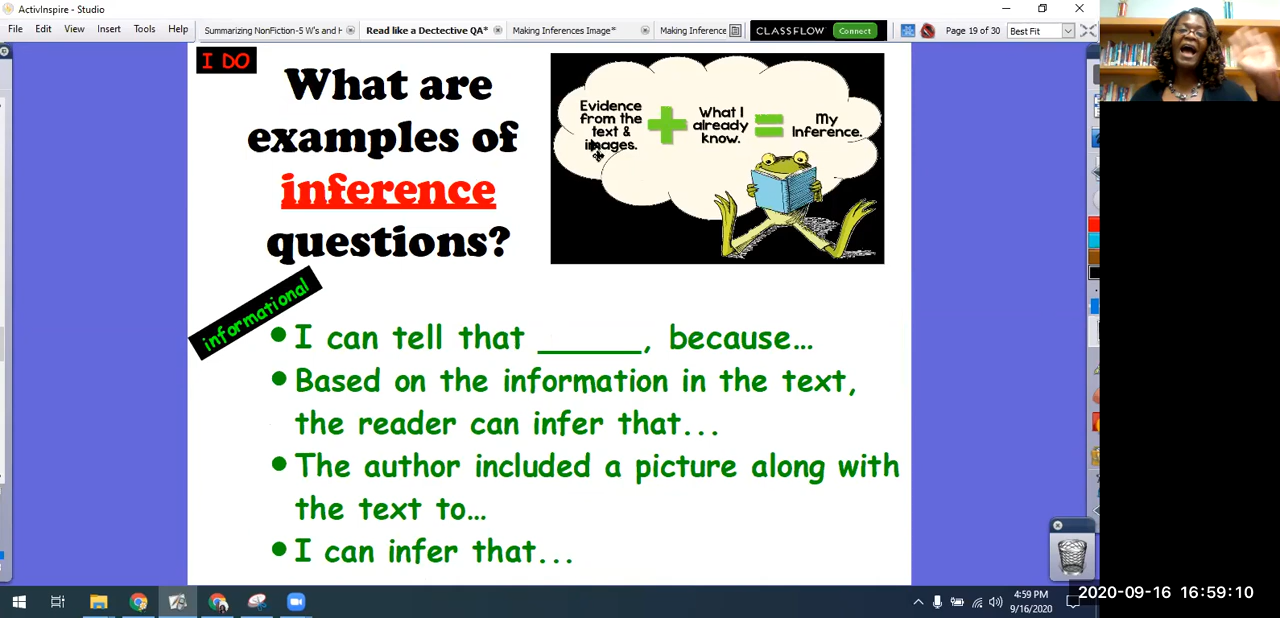 ActivInspire - Studio
File Edit View Insert Tools Help
Summarizing NonFiction-5 W's and H
Read like a Dectective QA*
Making Inferences Image*
Making Inference
CLASSFLOW Connect
Page 19 of 30
Best Fit
I DO
What are
examples of
inference
questions?
Evidence
from the
text &
images.
What I
already
know.
My
Inference.
informational
• I can tell that _____, because...
• Based on the information in the text,
the reader can infer that...
• The author included a picture along with
the text to...
• I can infer that...
4:59 PM
9/16/2020
2020-09-16 16:59:10